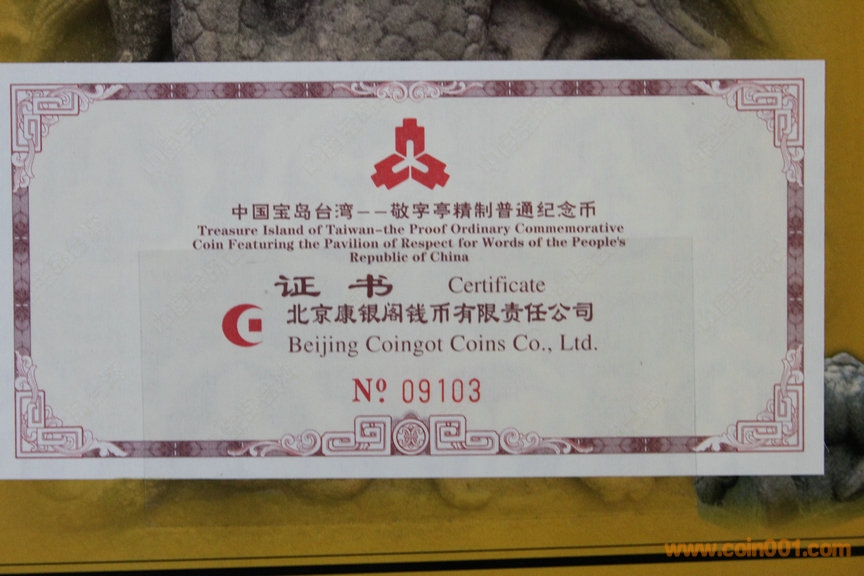 中国宝岛台湾--敬字亭精制普通纪念币
Treasure Island of Taiwan-the Proof Ordinary Commemorative
Coin Featuring the Pavilion of Respect for Words of the People's
Republic of China
证 书 Certificate
北京康银阁钱币有限责任公司
Beijing Coingot Coins Co., Ltd.
Nº 09103
www.coin001.com